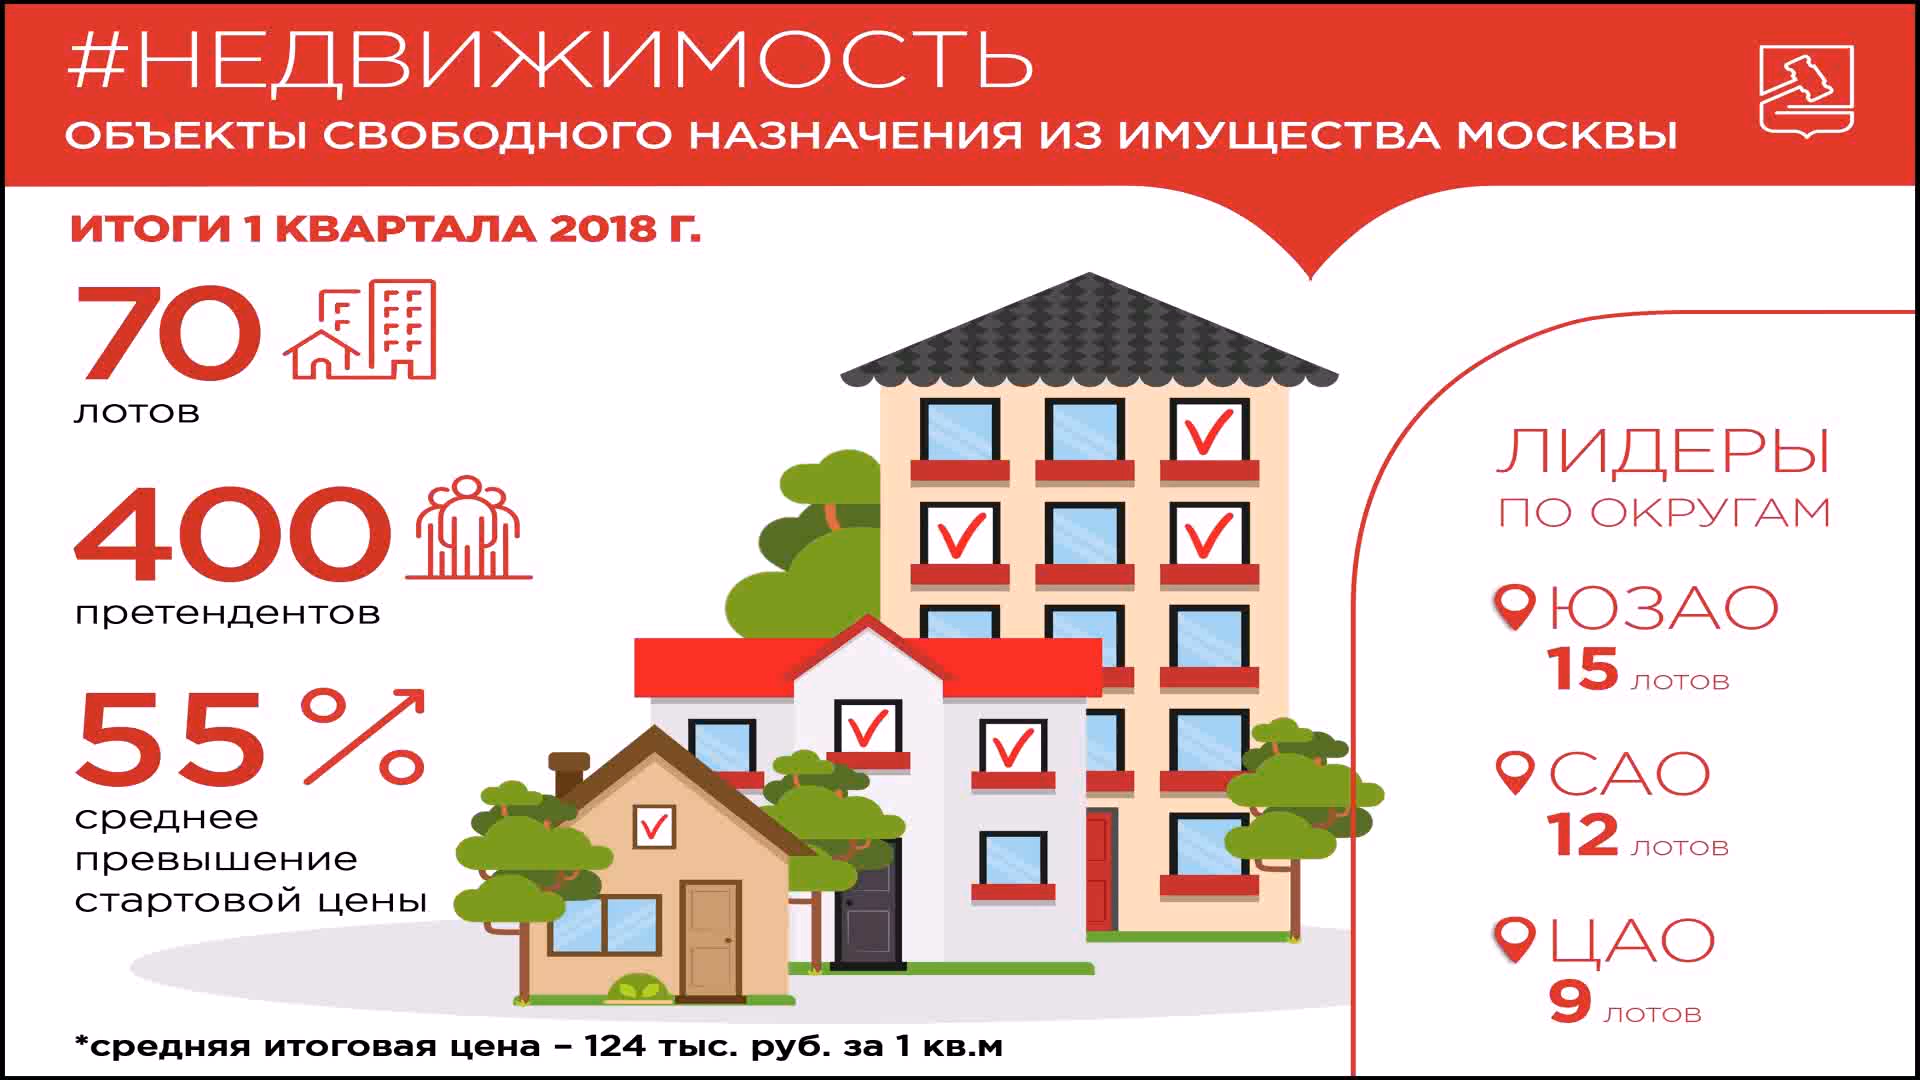 #НЕДВИЖИМОСТЬ
ОБЪЕКТЫ СВОБОДНОГО НАЗНАЧЕНИЯ ИЗ ИМУЩЕСТВА МОСКВЫ
ИТОГИ 1 КВАРТАЛА 2018 Г.
70
лотов
400
претендентов
55 %
среднее
превышение
стартовой цены
*средняя итоговая цена – 124 тыс. руб. за 1 кв.м
ЛИДЕРЫ
ПО ОКРУГАМ
ЮЗАО
15 лотов
САО
12 лотов
ЦАО
9 лотов